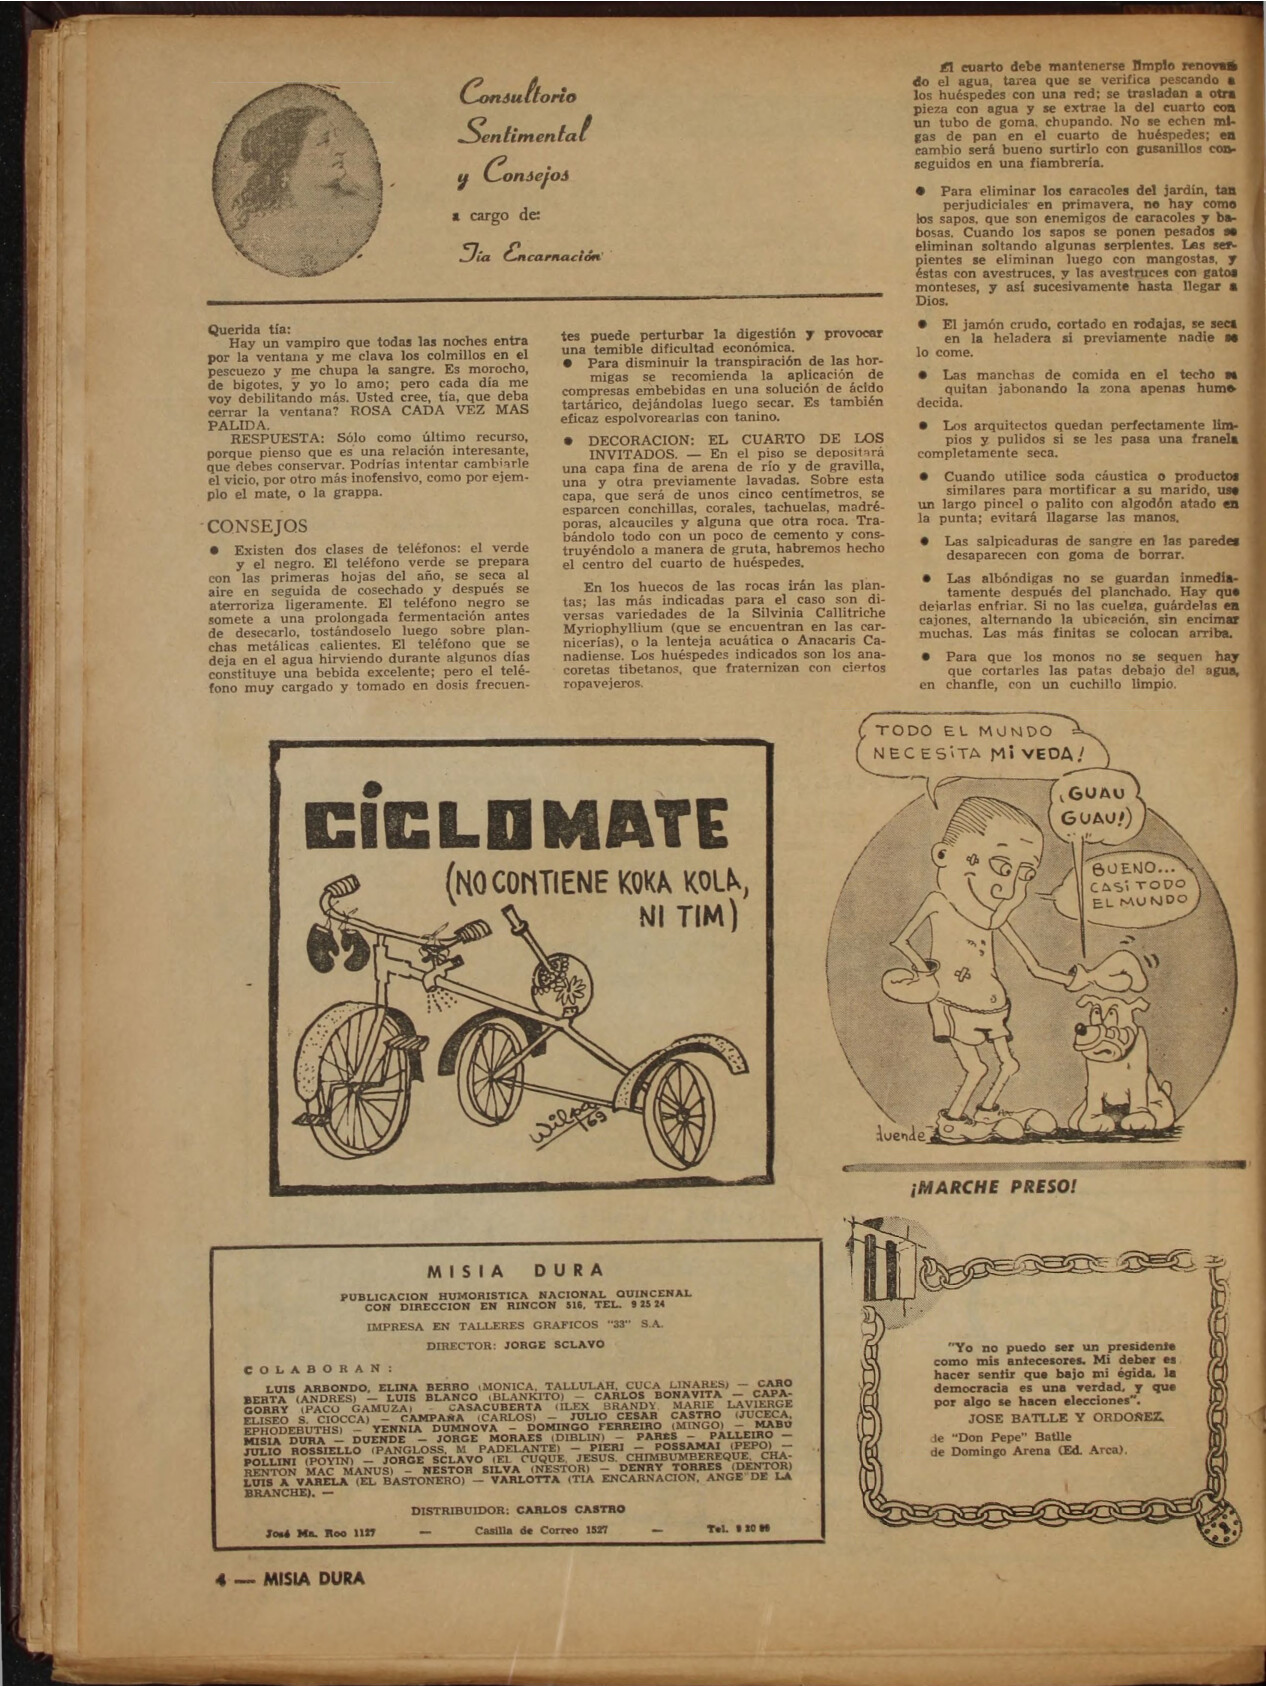 Consultorio
Sentimental
y Consejos
a cargo de:
Tía Encarnación
Querida tía:
Hay un vampiro que todas las noches entra
por la ventana y me clava los colmillos en el
pescuezo y me chupa la sangre. Es morocho,
de bigotes, y yo lo amo; pero cada día me
voy debilitando más. Usted cree, tía, que deba
cerrar la ventana? ROSA CADA VEZ MAS
PALIDA.
RESPUESTA: Sólo como último recurso,
porque pienso que es una relación interesante,
que debes conservar. Podrías intentar cambiarle
el vicio, por otro más inofensivo, como por ejem-
plo el mate, o la grappa.
CONSEJOS
● Existen dos clases de teléfonos: el verde
y el negro. El teléfono verde se prepara
con las primeras hojas del año, se seca al
aire en seguida de cosechado y después se
aterroriza ligeramente. El teléfono negro se
somete a una prolongada fermentación antes
de desecarlo, tostándoselo luego sobre plan-
chas metálicas calientes. El teléfono que se
deja en el agua hirviendo durante algunos días
constituye una bebida excelente; pero el telé-
fono muy cargado y tomado en dosis frecuen-
tes puede perturbar la digestión y provocar
una temible dificultad económica.
● Para disminuir la transpiración de las hor-
migas se recomienda la aplicación de
compresas embebidas en una solución de ácido
tartárico, dejándolas luego secar. Es también
eficaz espolvorearlas con tanino.
● DECORACION: EL CUARTO DE LOS
INVITADOS. — En el piso se depositará
una capa fina de arena de río y de gravilla,
una y otra previamente lavadas. Sobre esta
capa, que será de unos cinco centímetros, se
esparcen conchillas, corales, tachuelas, madré-
poras, alcauciles y alguna que otra roca. Tra-
bándolo todo con un poco de cemento y cons-
truyéndolo a manera de gruta, habremos hecho
el centro del cuarto de huéspedes.
En los huecos de las rocas irán las plan-
tas; las más indicadas para el caso son di-
versas variedades de la Silvinia Callitriche
Myriophyllium (que se encuentran en las car-
nicerías), o la lenteja acuática o Anacaris Ca-
nadiense. Los huéspedes indicados son los ana-
coretas tibetanos, que fraternizan con ciertos
ropavejeros.
El cuarto debe mantenerse limpio renovan-
do el agua, tarea que se verifica pescando a
los huéspedes con una red; se trasladan a otra
pieza con agua y se extrae la del cuarto con
un tubo de goma, chupando. No se echen mi-
gas de pan en el cuarto de huéspedes; en
cambio será bueno surtirlo con gusanillos con-
seguidos en una fiambrería.
● Para eliminar los caracoles del jardín, tan
perjudiciales en primavera, no hay como
los sapos, que son enemigos de caracoles y ba-
bosas. Cuando los sapos se ponen pesados se
eliminan soltando algunas serpientes. Las ser-
pientes se eliminan luego con mangostas, y
éstas con avestruces, y las avestruces con gatos
monteses, y así sucesivamente hasta llegar a
Dios.
● El jamón crudo, cortado en rodajas, se seca
en la heladera si previamente nadie se
lo come.
● Las manchas de comida en el techo se
quitan jabonando la zona apenas hume-
decida.
● Los arquitectos quedan perfectamente lim-
pios y pulidos si se les pasa una franela
completamente seca.
● Cuando utilice soda cáustica o productos
similares para mortificar a su marido, use
un largo pincel o palito con algodón atado en
la punta; evitará llagarse las manos.
● Las salpicaduras de sangre en las paredes
desaparecen con goma de borrar.
● Las albóndigas no se guardan inmedia-
tamente después del planchado. Hay que
dejarlas enfriar. Si no las cuelga, guárdelas en
cajones, alternando la ubicación, sin encimar
muchas. Las más finitas se colocan arriba.
● Para que los monos no se sequen hay
que cortarles las patas debajo del agua,
en chanfle, con un cuchillo limpio.
CÍCLOMATE
(NO CONTIENE KOKA KOLA,
NI TIM)
Wilpa
'69
TODO EL MUNDO
NECESITA Mi VEDA!
¡GUAU
GUAU!)
BUENO...
CASI TODO
EL MUNDO
duende
¡MARCHE PRESO!
"Yo no puedo ser un presidente
como mis antecesores. Mi deber es
hacer sentir que bajo mi égida, la
democracia es una verdad, y que
por algo se hacen elecciones".
JOSE BATLLE Y ORDOÑEZ
de "Don Pepe" Batlle
de Domingo Arena (Ed. Arca).
MISIA DURA
PUBLICACION HUMORISTICA NACIONAL QUINCENAL
CON DIRECCION EN RINCON 516, TEL. 9 25 24
IMPRESA EN TALLERES GRAFICOS "33" S.A.
DIRECTOR: JORGE SCLAVO
COLABORAN:
LUIS ARBONDO, ELINA BERRO (MONICA, TALLULAH, CUCA LINARES) — CARO
BERTA (ANDRES) — LUIS BLANCO (BLANKITO) — CARLOS BONAVITA — CAPA-
GORRY (PACO GAMUZA) — CASACUBERTA (ILEX BRANDY, MARIE LAVIERGE
ELISEO S. CIOCCA) — CAMPAÑA (CARLOS) — JULIO CESAR CASTRO (JUCECA,
EPHODEBUTHS) — YENNIA DUMNOVA — DOMINGO FERREIRO (MINGO) — MABU
MISIA DURA — DUENDE — JORGE MORAES (DIBLIN) — PARES — PALLEIRO —
JULIO ROSSIELLO (PANGLOSS, M PADELANTE) — PIERI — POSSAMAI (PEPO) —
POLLINI (POYIN) — JORGE SCLAVO (EL CUQUE, JESUS, CHIMBUMBEREQUE, CHA-
RENTON MAC MANUS) — NESTOR SILVA (NESTOR) — DENRY TORRES (DENTOR)
LUIS A VARELA (EL BASTONERO) — VARLOTTA (TIA ENCARNACION, ANGE DE LA
BRANCHE). —
DISTRIBUIDOR: CARLOS CASTRO
José Ma. Roo 1127 — Casilla de Correo 1527 — Tel. 9 20
4 — MISIA DURA